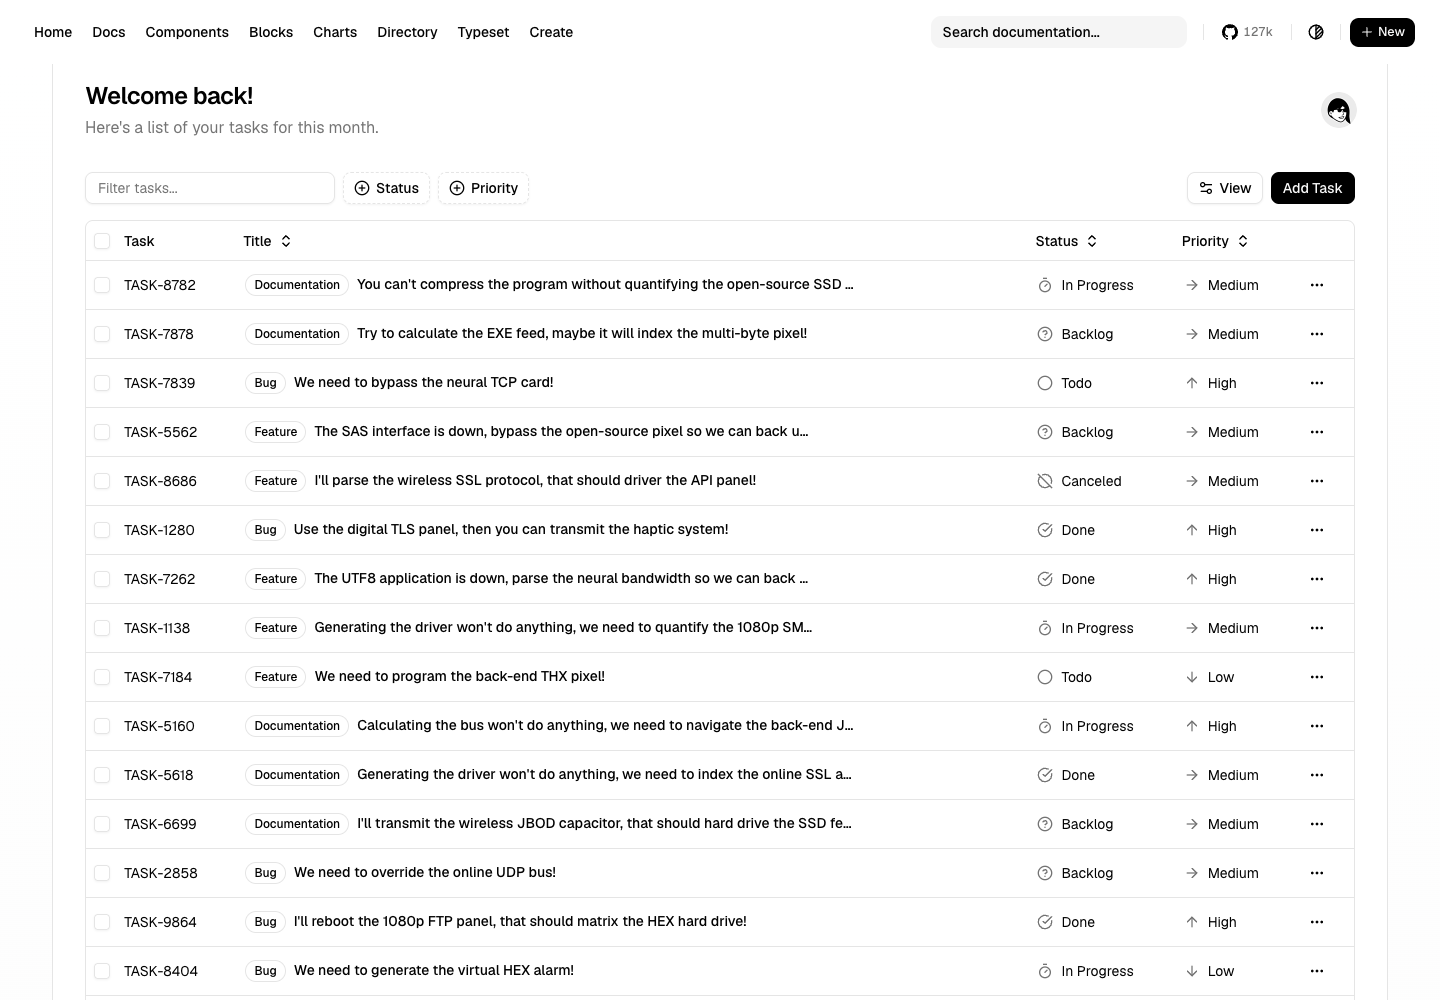 Home Docs Components Blocks Charts Directory Typeset Create Search documentation... 127k New
Welcome back!
Here's a list of your tasks for this month.
Filter tasks... Status Priority View Add Task
Task Title Status Priority
TASK-8782 Documentation You can't compress the program without quantifying the open-source SSD ... In Progress Medium
TASK-7878 Documentation Try to calculate the EXE feed, maybe it will index the multi-byte pixel! Backlog Medium
TASK-7839 Bug We need to bypass the neural TCP card! Todo High
TASK-5562 Feature The SAS interface is down, bypass the open-source pixel so we can back u... Backlog Medium
TASK-8686 Feature I'll parse the wireless SSL protocol, that should driver the API panel! Canceled Medium
TASK-1280 Bug Use the digital TLS panel, then you can transmit the haptic system! Done High
TASK-7262 Feature The UTF8 application is down, parse the neural bandwidth so we can back ... Done High
TASK-1138 Feature Generating the driver won't do anything, we need to quantify the 1080p SM... In Progress Medium
TASK-7184 Feature We need to program the back-end THX pixel! Todo Low
TASK-5160 Documentation Calculating the bus won't do anything, we need to navigate the back-end J... In Progress High
TASK-5618 Documentation Generating the driver won't do anything, we need to index the online SSL a... Done Medium
TASK-6699 Documentation I'll transmit the wireless JBOD capacitor, that should hard drive the SSD fe... Backlog Medium
TASK-2858 Bug We need to override the online UDP bus! Backlog Medium
TASK-9864 Bug I'll reboot the 1080p FTP panel, that should matrix the HEX hard drive! Done High
TASK-8404 Bug We need to generate the virtual HEX alarm! In Progress Low